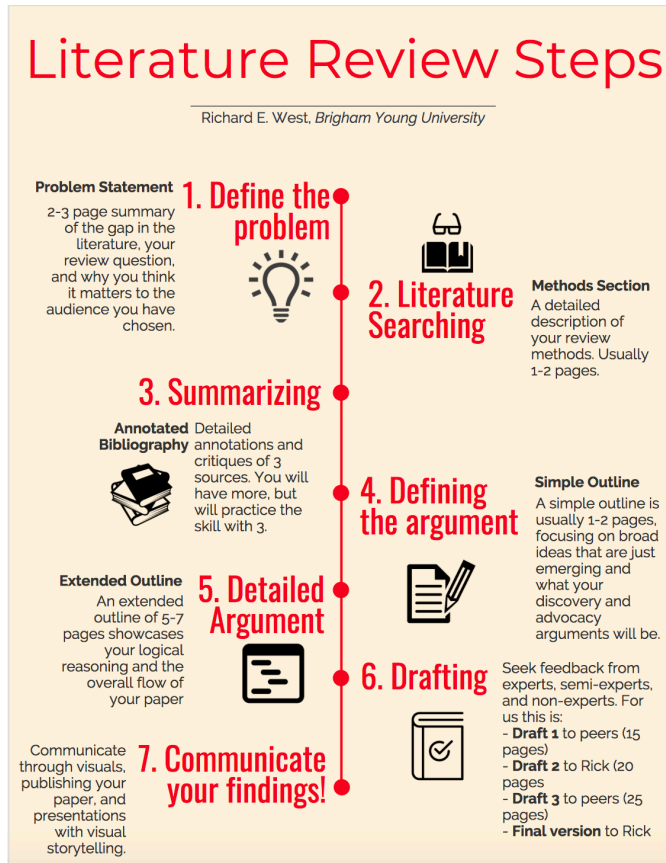 Literature Review Steps
Richard E. West, Brigham Young University
Problem Statement
2-3 page summary
of the gap in the
literature, your
review question,
and why you think
it matters to the
audience you have
chosen.
1. Define the
problem
2. Literature
Searching
Methods Section
A detailed
description of
your review
methods. Usually
1-2 pages.
3. Summarizing
Annotated
Bibliography
Detailed
annotations and
critiques of 3
sources. You will
have more, but
will practice the
skill with 3.
4. Defining
the argument
Simple Outline
A simple outline is
usually 1-2 pages,
focusing on broad
ideas that are just
emerging and
what your
discovery and
advocacy
arguments will be.
Extended Outline
An extended
outline of 5-7
pages showcases
your logical
reasoning and the
overall flow of
your paper
5. Detailed
Argument
6. Drafting
Seek feedback from
experts, semi-experts,
and non-experts. For
us this is:
- Draft 1 to peers (15
pages)
- Draft 2 to Rick (20
pages
- Draft 3 to peers (25
pages)
- Final version to Rick
Communicate
through visuals,
publishing your
paper, and
presentations
with visual
storytelling.
7. Communicate
your findings!